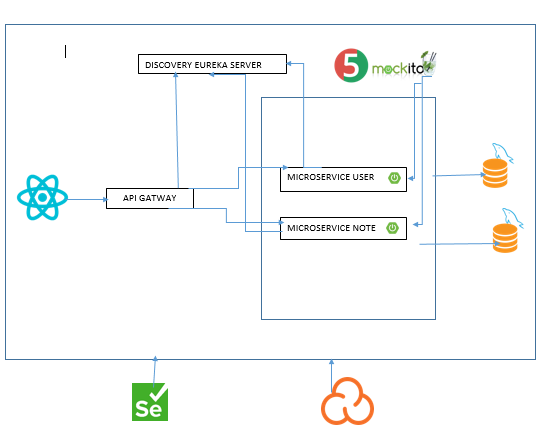 DISCOVERY EUREKA SERVER
5
mockito
MICROSERVICE USER
API GATWAY
MICROSERVICE NOTE
Se